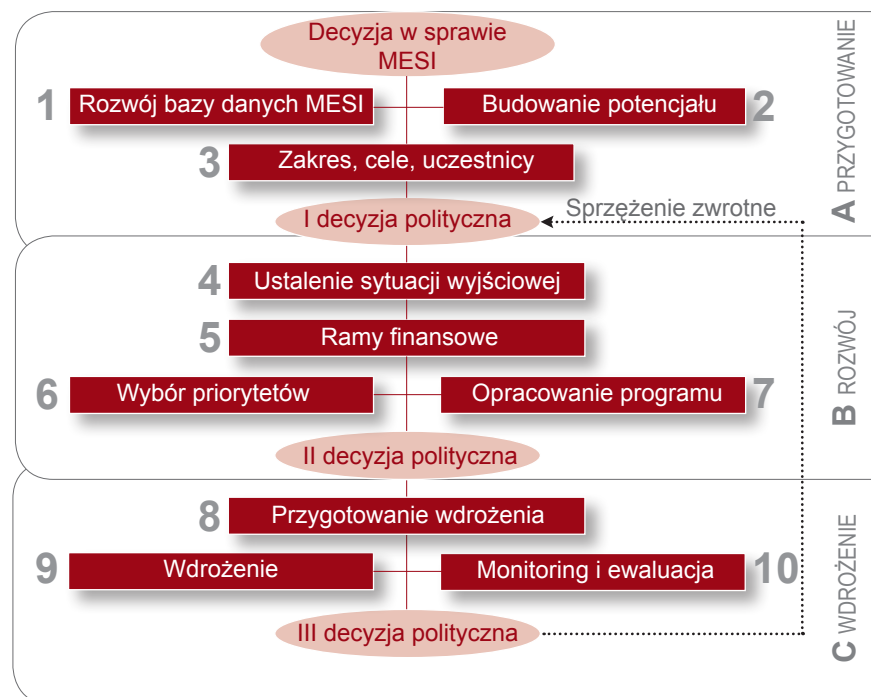 Decyzja w sprawie
MESI
1 Rozwój bazy danych MESI
Budowanie potencjału 2
3 Zakres, cele, uczestnicy
I decyzja polityczna
Sprzężenie zwrotne
A PRZYGOTOWANIE
4 Ustalenie sytuacji wyjściowej
5 Ramy finansowe
6 Wybór priorytetów
Opracowanie programu 7
II decyzja polityczna
B ROZWÓJ
8 Przygotowanie wdrożenia
9 Wdrożenie
Monitoring i ewaluacja 10
III decyzja polityczna
C WDROŻENIE